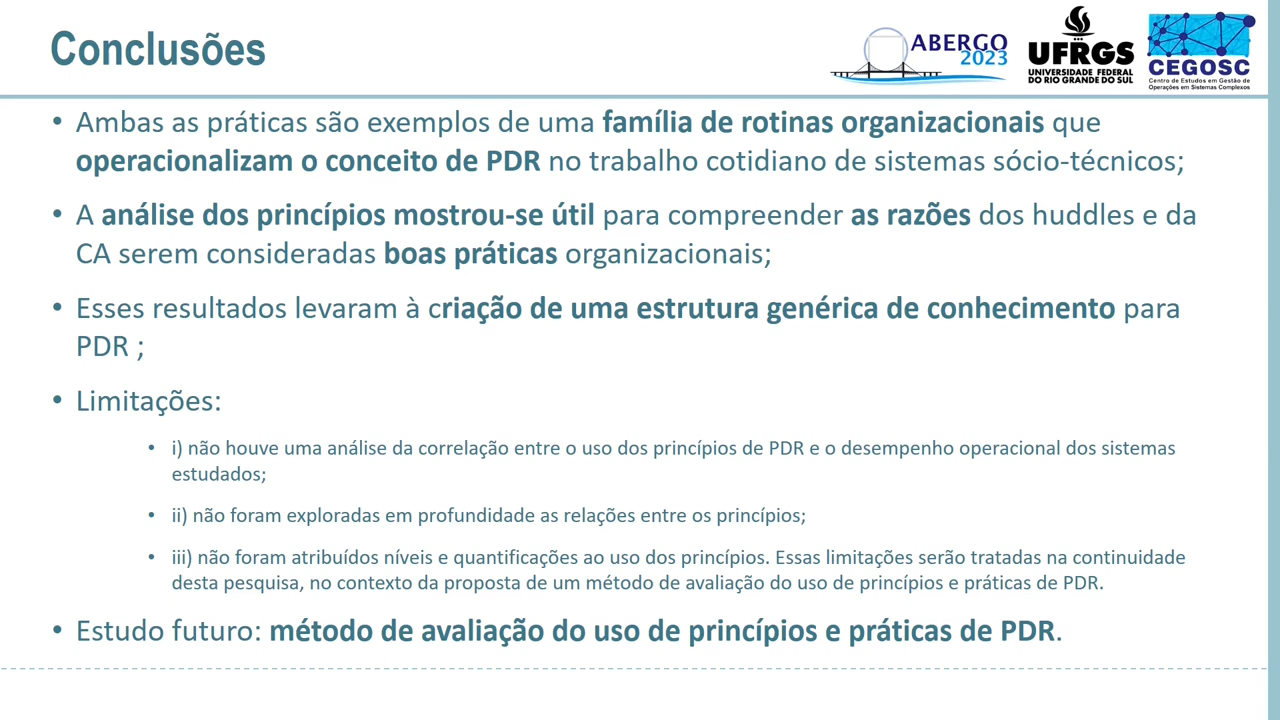 Conclusões
ABERGO
2023
UFRGS
UNIVERSIDADE FEDERAL
DO RIO GRANDE DO SUL
CEGOSC
Centro de Estudos em Gestão de
Operações em Sistemas Complexos
• Ambas as práticas são exemplos de uma família de rotinas organizacionais que
operacionalizam o conceito de PDR no trabalho cotidiano de sistemas sócio-técnicos;
• A análise dos princípios mostrou-se útil para compreender as razões dos huddles e da
CA serem consideradas boas práticas organizacionais;
• Esses resultados levaram à criação de uma estrutura genérica de conhecimento para
PDR ;
• Limitações:
• i) não houve uma análise da correlação entre o uso dos princípios de PDR e o desempenho operacional dos sistemas
estudados;
• ii) não foram exploradas em profundidade as relações entre os princípios;
• iii) não foram atribuídos níveis e quantificações ao uso dos princípios. Essas limitações serão tratadas na continuidade
desta pesquisa, no contexto da proposta de um método de avaliação do uso de princípios e práticas de PDR.
• Estudo futuro: método de avaliação do uso de princípios e práticas de PDR.